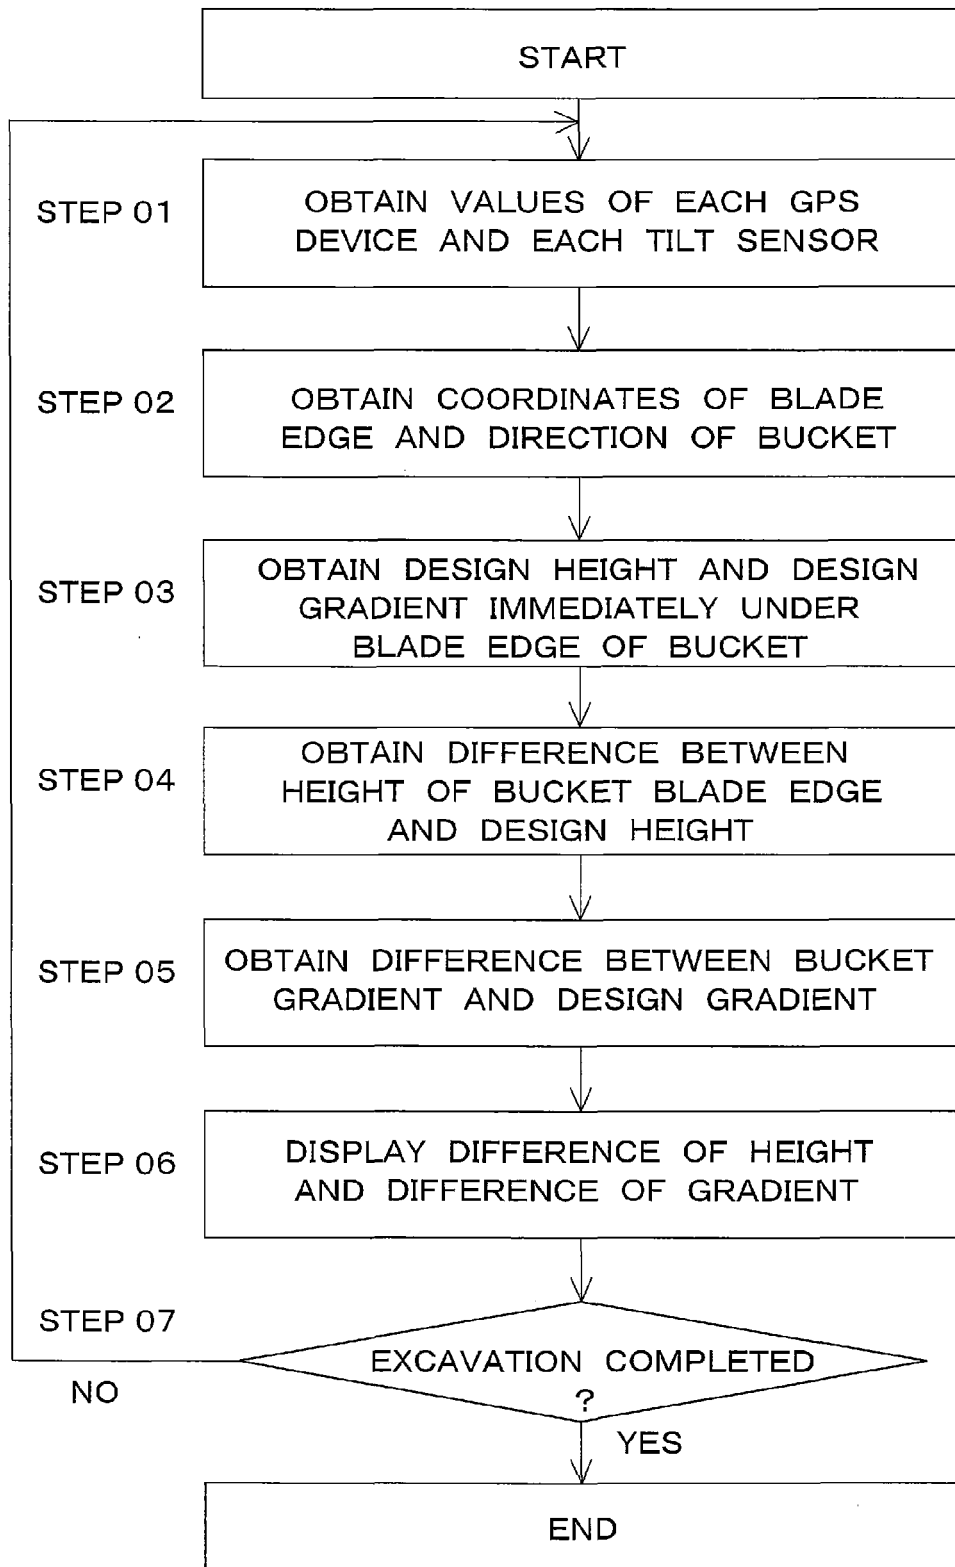 START
STEP 01
OBTAIN VALUES OF EACH GPS
DEVICE AND EACH TILT SENSOR
STEP 02
OBTAIN COORDINATES OF BLADE
EDGE AND DIRECTION OF BUCKET
STEP 03
OBTAIN DESIGN HEIGHT AND DESIGN
GRADIENT IMMEDIATELY UNDER
BLADE EDGE OF BUCKET
STEP 04
OBTAIN DIFFERENCE BETWEEN
HEIGHT OF BUCKET BLADE EDGE
AND DESIGN HEIGHT
STEP 05
OBTAIN DIFFERENCE BETWEEN BUCKET
GRADIENT AND DESIGN GRADIENT
STEP 06
DISPLAY DIFFERENCE OF HEIGHT
AND DIFFERENCE OF GRADIENT
STEP 07
EXCAVATION COMPLETED
?
NO
YES
END